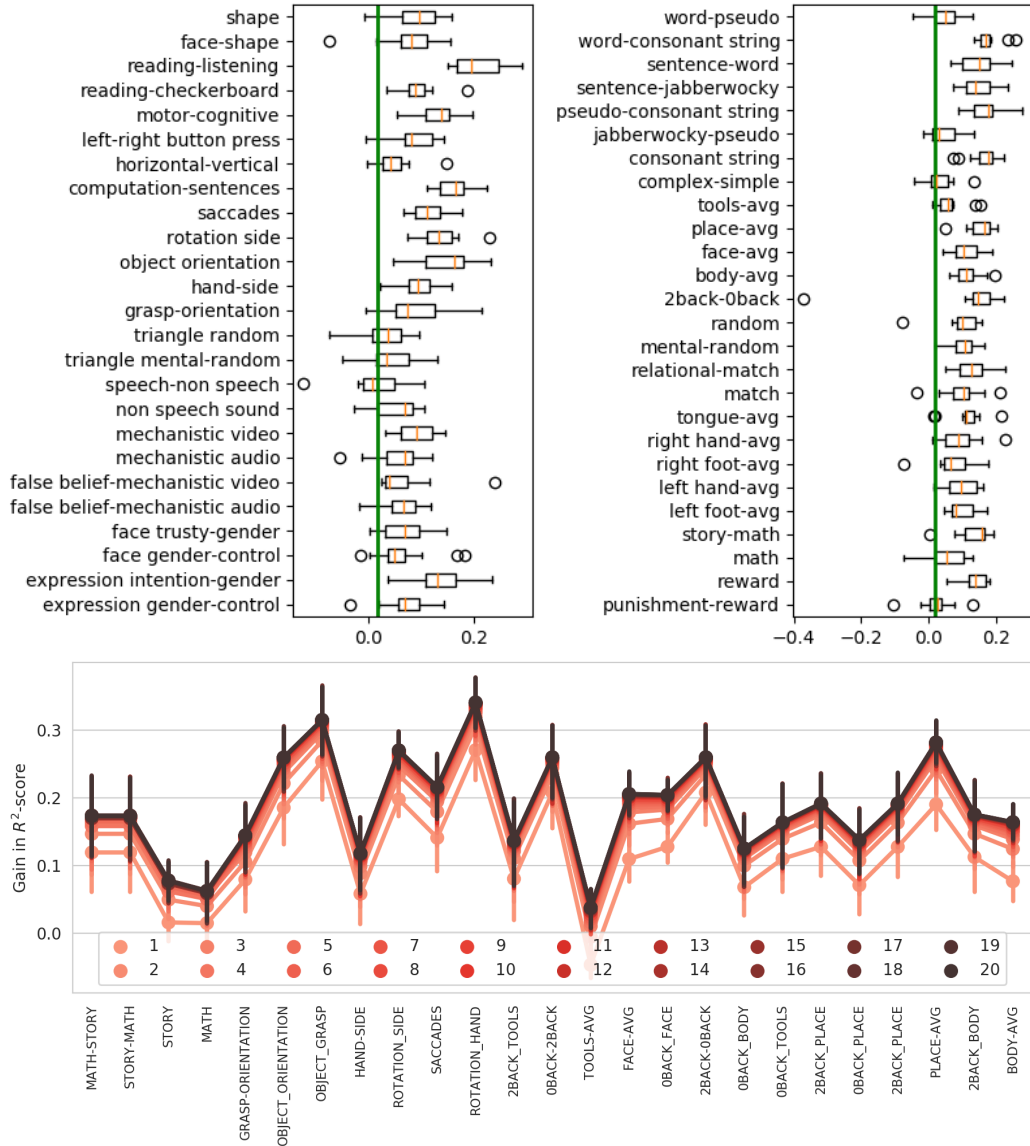 shape
face-shape
reading-listening
reading-checkerboard
motor-cognitive
left-right button press
horizontal-vertical
computation-sentences
saccades
rotation side
object orientation
hand-side
grasp-orientation
triangle random
triangle mental-random
speech-non speech
non speech sound
mechanistic video
mechanistic audio
false belief-mechanistic video
false belief-mechanistic audio
face trusty-gender
face gender-control
expression intention-gender
expression gender-control
0.0 0.2
word-pseudo
word-consonant string
sentence-word
sentence-jabberwocky
pseudo-consonant string
jabberwocky-pseudo
consonant string
complex-simple
tools-avg
place-avg
face-avg
body-avg
2back-0back
random
mental-random
relational-match
match
tongue-avg
right hand-avg
right foot-avg
left hand-avg
left foot-avg
story-math
math
reward
punishment-reward
−0.4 −0.2 0.0 0.2
Gain in R²-score
0.3
0.2
0.1
0.0
1 3 5 7 9 11 13 15 17 19
2 4 6 8 10 12 14 16 18 20
MATH-STORY
STORY-MATH
STORY
MATH
GRASP-ORIENTATION
OBJECT_ORIENTATION
OBJECT_GRASP
HAND-SIDE
ROTATION_SIDE
SACCADES
ROTATION_HAND
2BACK_TOOLS
0BACK-2BACK
TOOLS-AVG
FACE-AVG
0BACK_FACE
2BACK-0BACK
0BACK_BODY
0BACK_TOOLS
2BACK_PLACE
0BACK_PLACE
2BACK_PLACE
PLACE-AVG
2BACK_BODY
BODY-AVG